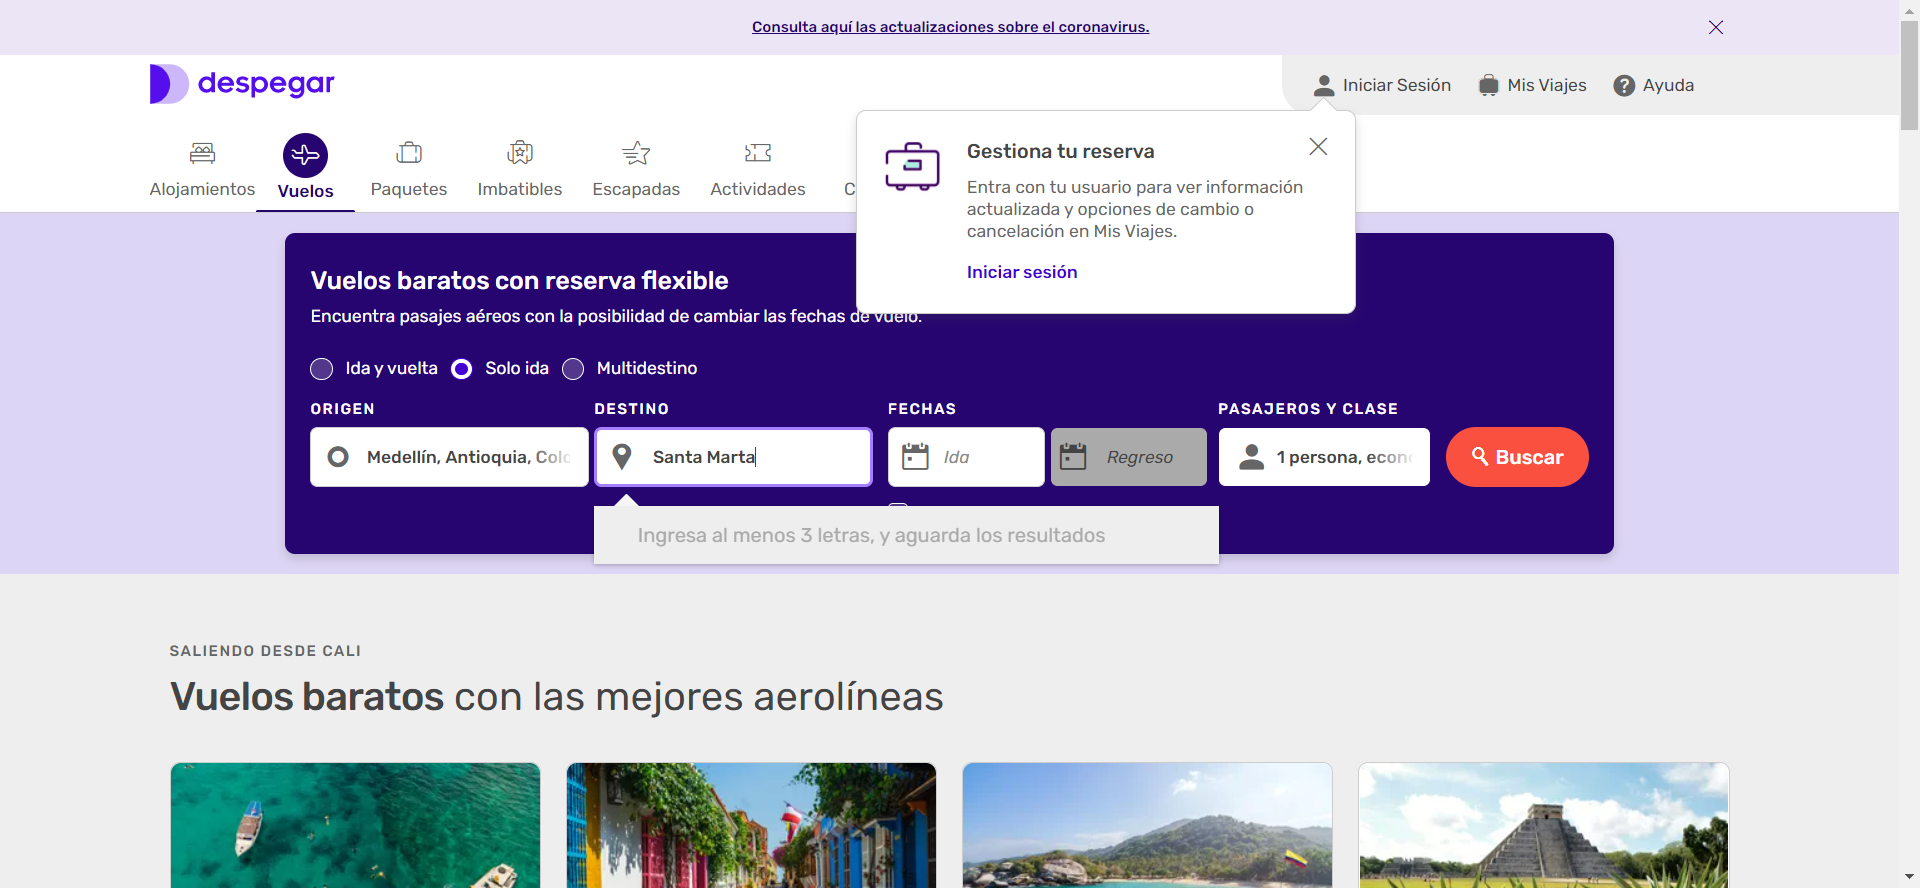 Consulta aquí las actualizaciones sobre el coronavirus.
despegar
Iniciar Sesión
Mis Viajes
Ayuda
Alojamientos
Vuelos
Paquetes
Imbatibles
Escapadas
Actividades
C
Gestiona tu reserva
Entra con tu usuario para ver información
actualizada y opciones de cambio o
cancelación en Mis Viajes.
Iniciar sesión
Vuelos baratos con reserva flexible
Encuentra pasajes aéreos con la posibilidad de cambiar las fechas de vuelo.
Ida y vuelta
Solo ida
Multidestino
ORIGEN
DESTINO
FECHAS
PASAJEROS Y CLASE
Medellín, Antioquia, Colo
Santa Marta
Ida
Regreso
1 persona, econ
Buscar
Ingresa al menos 3 letras, y aguarda los resultados
SALIENDO DESDE CALI
Vuelos baratos con las mejores aerolíneas